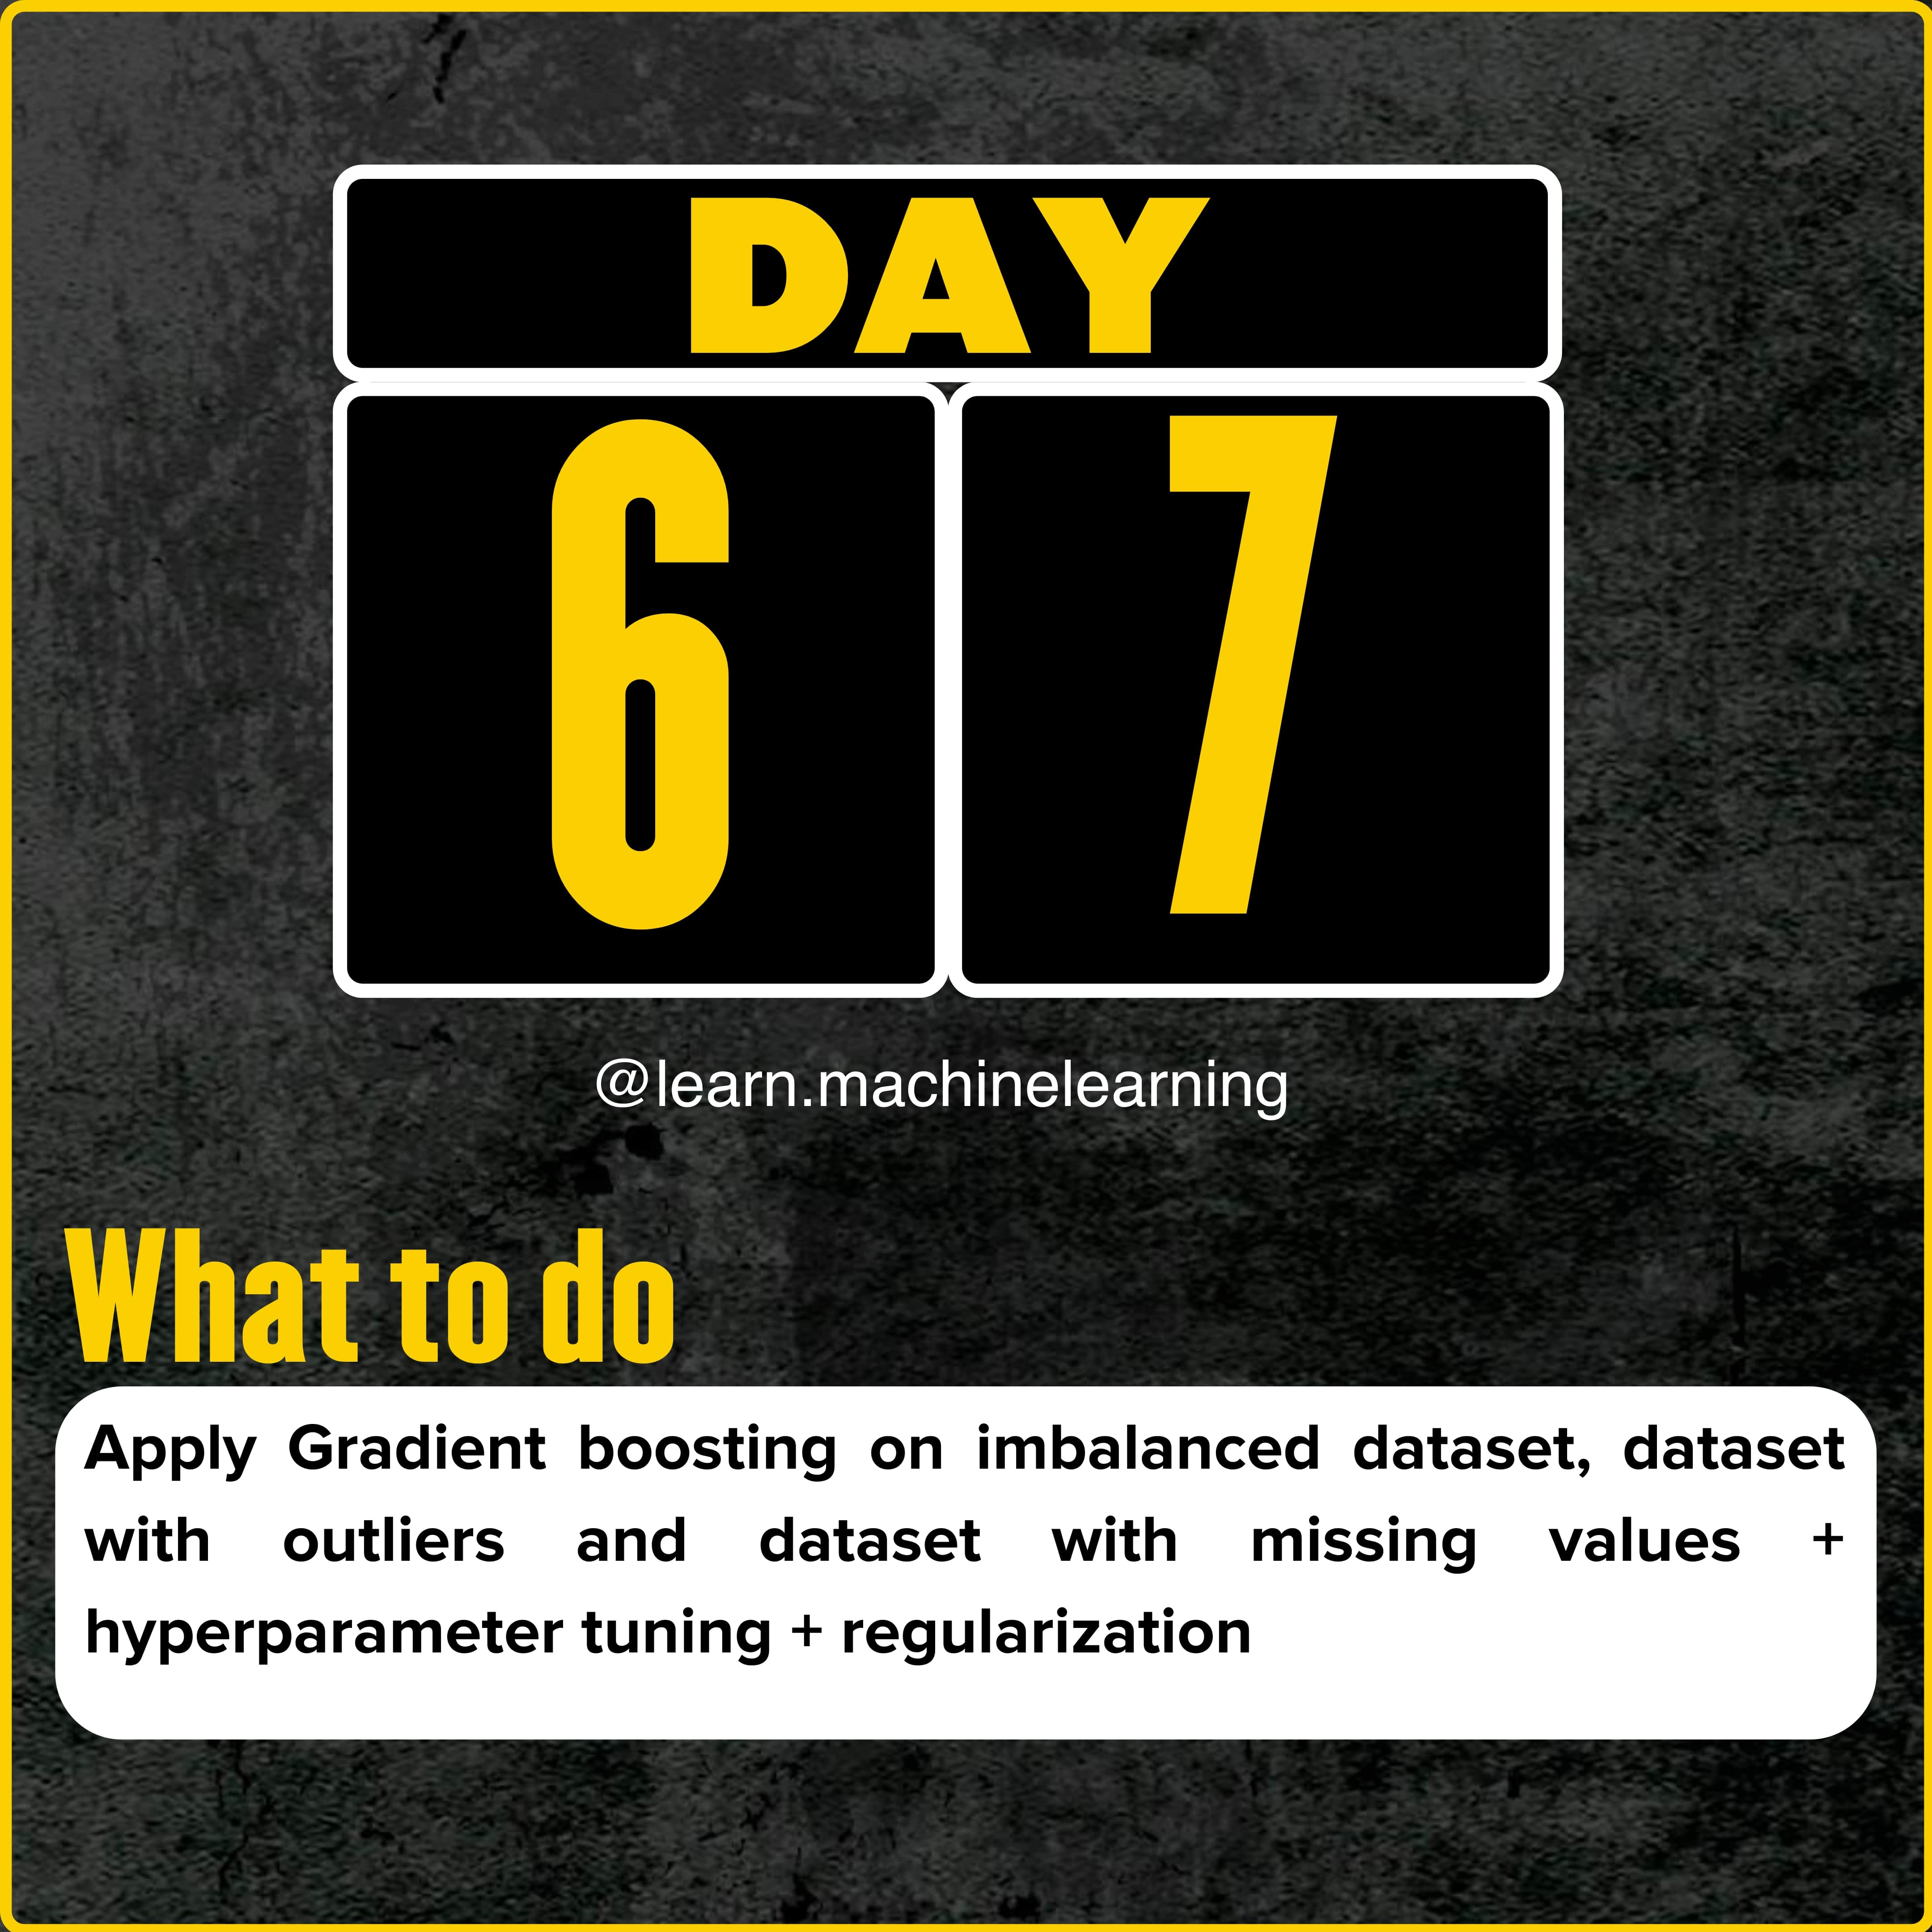 DAY
6 7
@learn.machinelearning
What to do
Apply Gradient boosting on imbalanced dataset, dataset
with outliers and dataset with missing values +
hyperparameter tuning + regularization